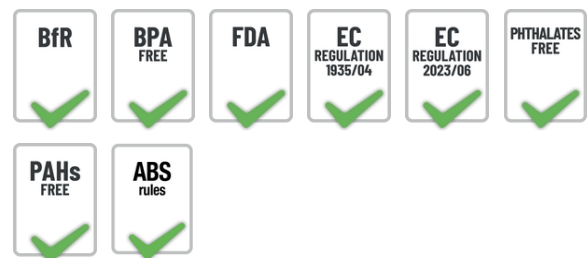 BfR
BPA
FREE
FDA
EC
REGULATION
1935/04
EC
REGULATION
2023/06
PHTHALATES
FREE
PAHs
FREE
ABS
rules